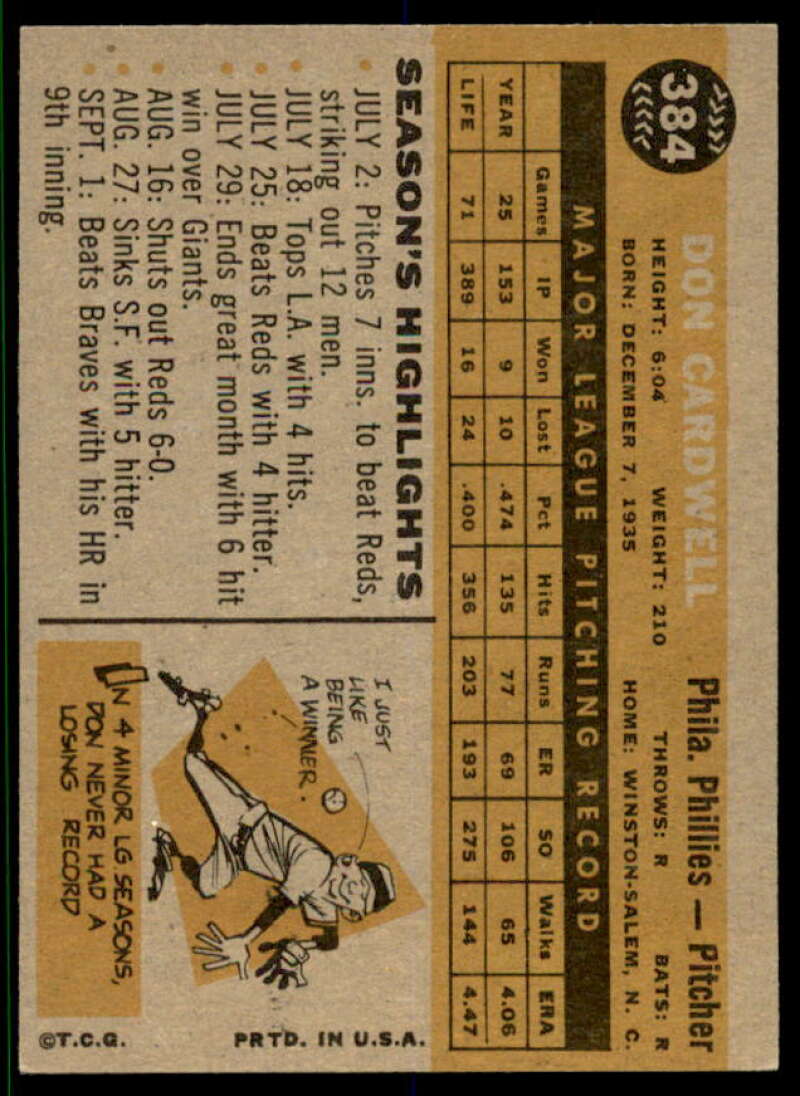 384
DON CARDWELL
Phila. Phillies — Pitcher
HEIGHT: 6:04 WEIGHT: 210 THROWS: R BATS: R
BORN: DECEMBER 7, 1935 HOME: WINSTON-SALEM, N. C.
MAJOR LEAGUE PITCHING RECORD
Games IP Won Lost Pct Hits Runs ER SO Walks ERA
YEAR 25 153 9 10 .474 135 77 69 106 65 4.06
LIFE 71 389 16 24 .400 356 203 193 275 144 4.47
SEASON'S HIGHLIGHTS
• JULY 2: Pitches 7 inns. to beat Reds,
striking out 12 men.
• JULY 18: Tops L.A. with 4 hits.
• JULY 25: Beats Reds with 4 hitter.
• JULY 29: Ends great month with 6 hit
win over Giants.
• AUG. 16: Shuts out Reds 6-0.
• AUG. 27: Sinks S.F. with 5 hitter.
• SEPT. 1: Beats Braves with his HR in
9th inning.
I JUST
LIKE
BEING
A WINNER.
IN 4 MINOR LG SEASONS,
DON NEVER HAD A
LOSING RECORD
©T.C.G. PRTD. IN U.S.A.